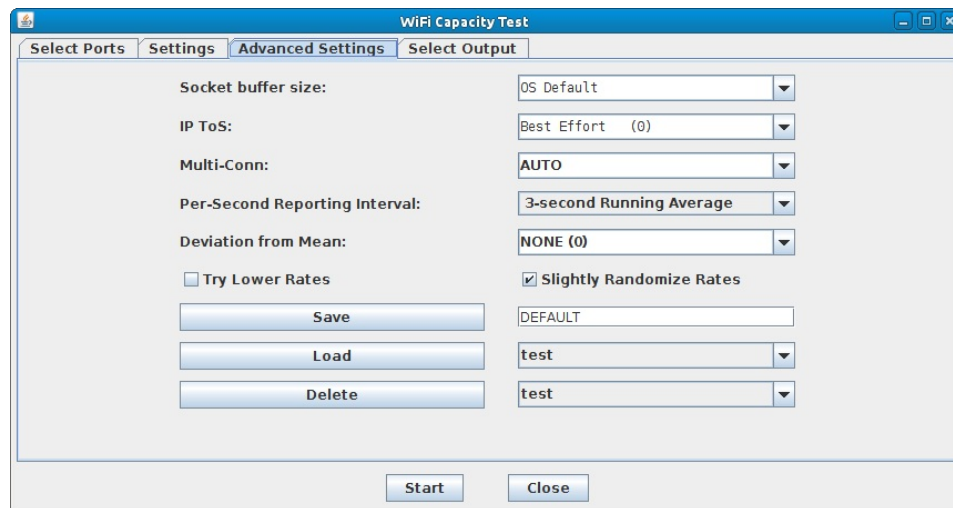 WiFi Capacity Test
Select Ports Settings Advanced Settings Select Output
Socket buffer size: OS Default
IP ToS: Best Effort (0)
Multi-Conn: AUTO
Per-Second Reporting Interval: 3-second Running Average
Deviation from Mean: NONE (0)
Try Lower Rates Slightly Randomize Rates
Save DEFAULT
Load test
Delete test
Start Close